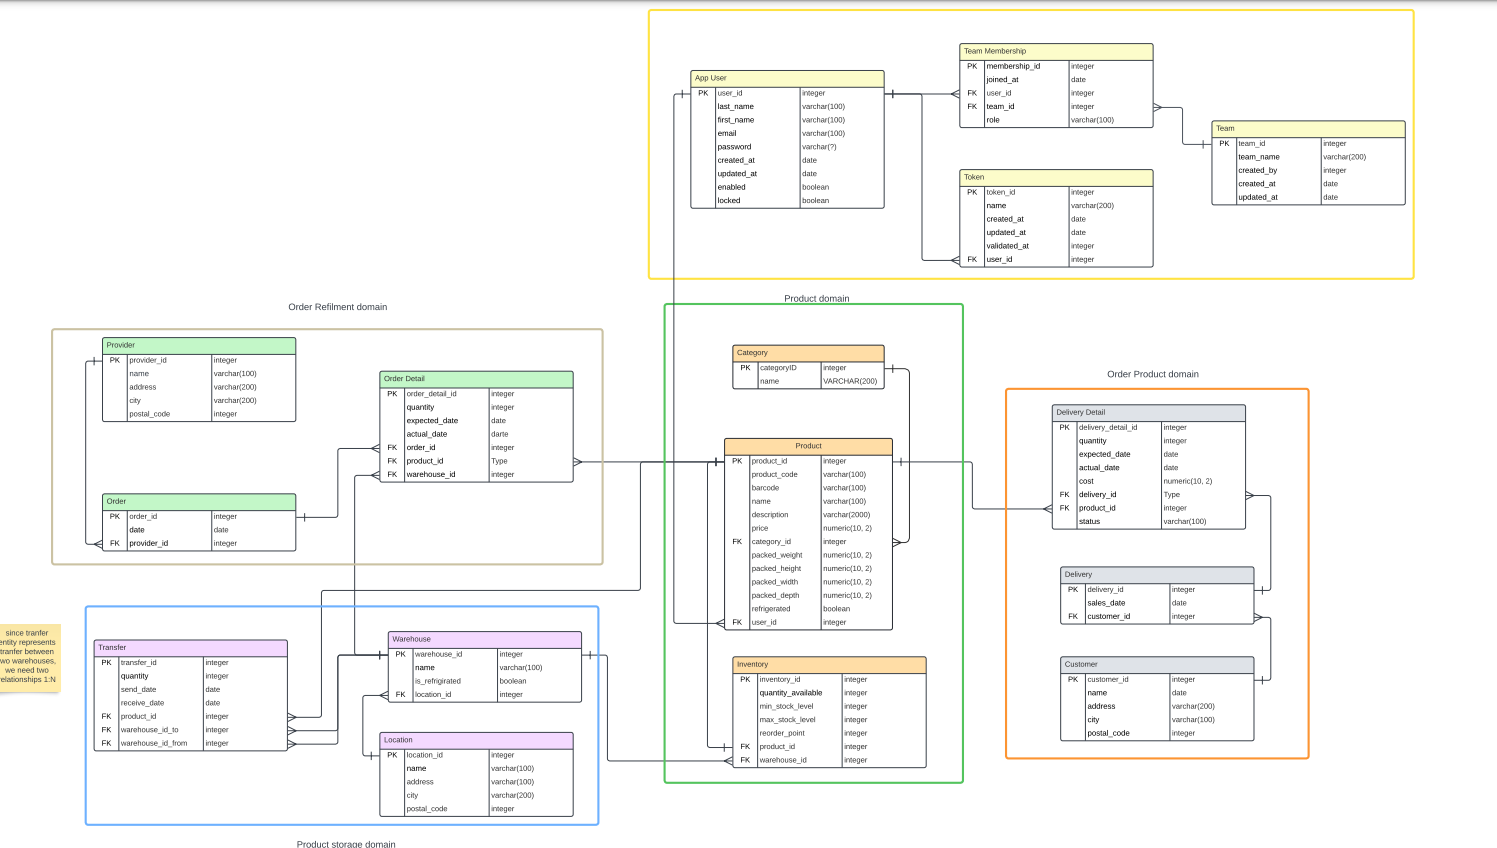 Team Membership
PK membership_id integer
joined_at date
FK user_id integer
FK team_id integer
role varchar(100)
App User
PK user_id integer
last_name varchar(100)
first_name varchar(100)
email varchar(100)
password varchar(?)
created_at date
updated_at date
enabled boolean
locked boolean
Team
PK team_id integer
team_name varchar(200)
created_by integer
created_at date
updated_at date
Token
PK token_id integer
name varchar(200)
created_at date
updated_at date
validated_at integer
FK user_id integer
Order Refilment domain
Provider
PK provider_id integer
name varchar(100)
address varchar(200)
city varchar(200)
postal_code integer
Order Detail
PK order_detail_id integer
quantity integer
expected_date date
actual_date darte
FK order_id integer
FK product_id Type
FK warehouse_id integer
Order
PK order_id integer
date date
FK provider_id integer
Product domain
Category
PK categoryID integer
name VARCHAR(200)
Product
PK product_id integer
product_code varchar(100)
barcode varchar(100)
name varchar(100)
description varchar(2000)
price numeric(10, 2)
FK category_id integer
packed_weight numeric(10, 2)
packed_height numeric(10, 2)
packed_width numeric(10, 2)
packed_depth numeric(10, 2)
refrigerated boolean
FK user_id integer
Inventory
PK inventory_id integer
quantity_available integer
min_stock_level integer
max_stock_level integer
reorder_point integer
FK product_id integer
FK warehouse_id integer
Order Product domain
Delivery Detail
PK delivery_detail_id integer
quantity integer
expected_date date
actual_date date
cost numeric(10, 2)
FK delivery_id Type
FK product_id integer
status varchar(100)
Delivery
PK delivery_id integer
sales_date date
FK customer_id integer
Customer
PK customer_id integer
name date
address varchar(200)
city varchar(100)
postal_code integer
since tranfer
entity represents
tranfer between
two warehouses,
we need two
relationships 1:N
Transfer
PK transfer_id integer
quantity integer
send_date date
receive_date date
FK product_id integer
FK warehouse_id_to integer
FK warehouse_id_from integer
Warehouse
PK warehouse_id integer
name varchar(100)
is_refrigirated boolean
FK location_id integer
Location
PK location_id integer
name varchar(100)
address varchar(100)
city varchar(200)
postal_code integer
Product storage domain